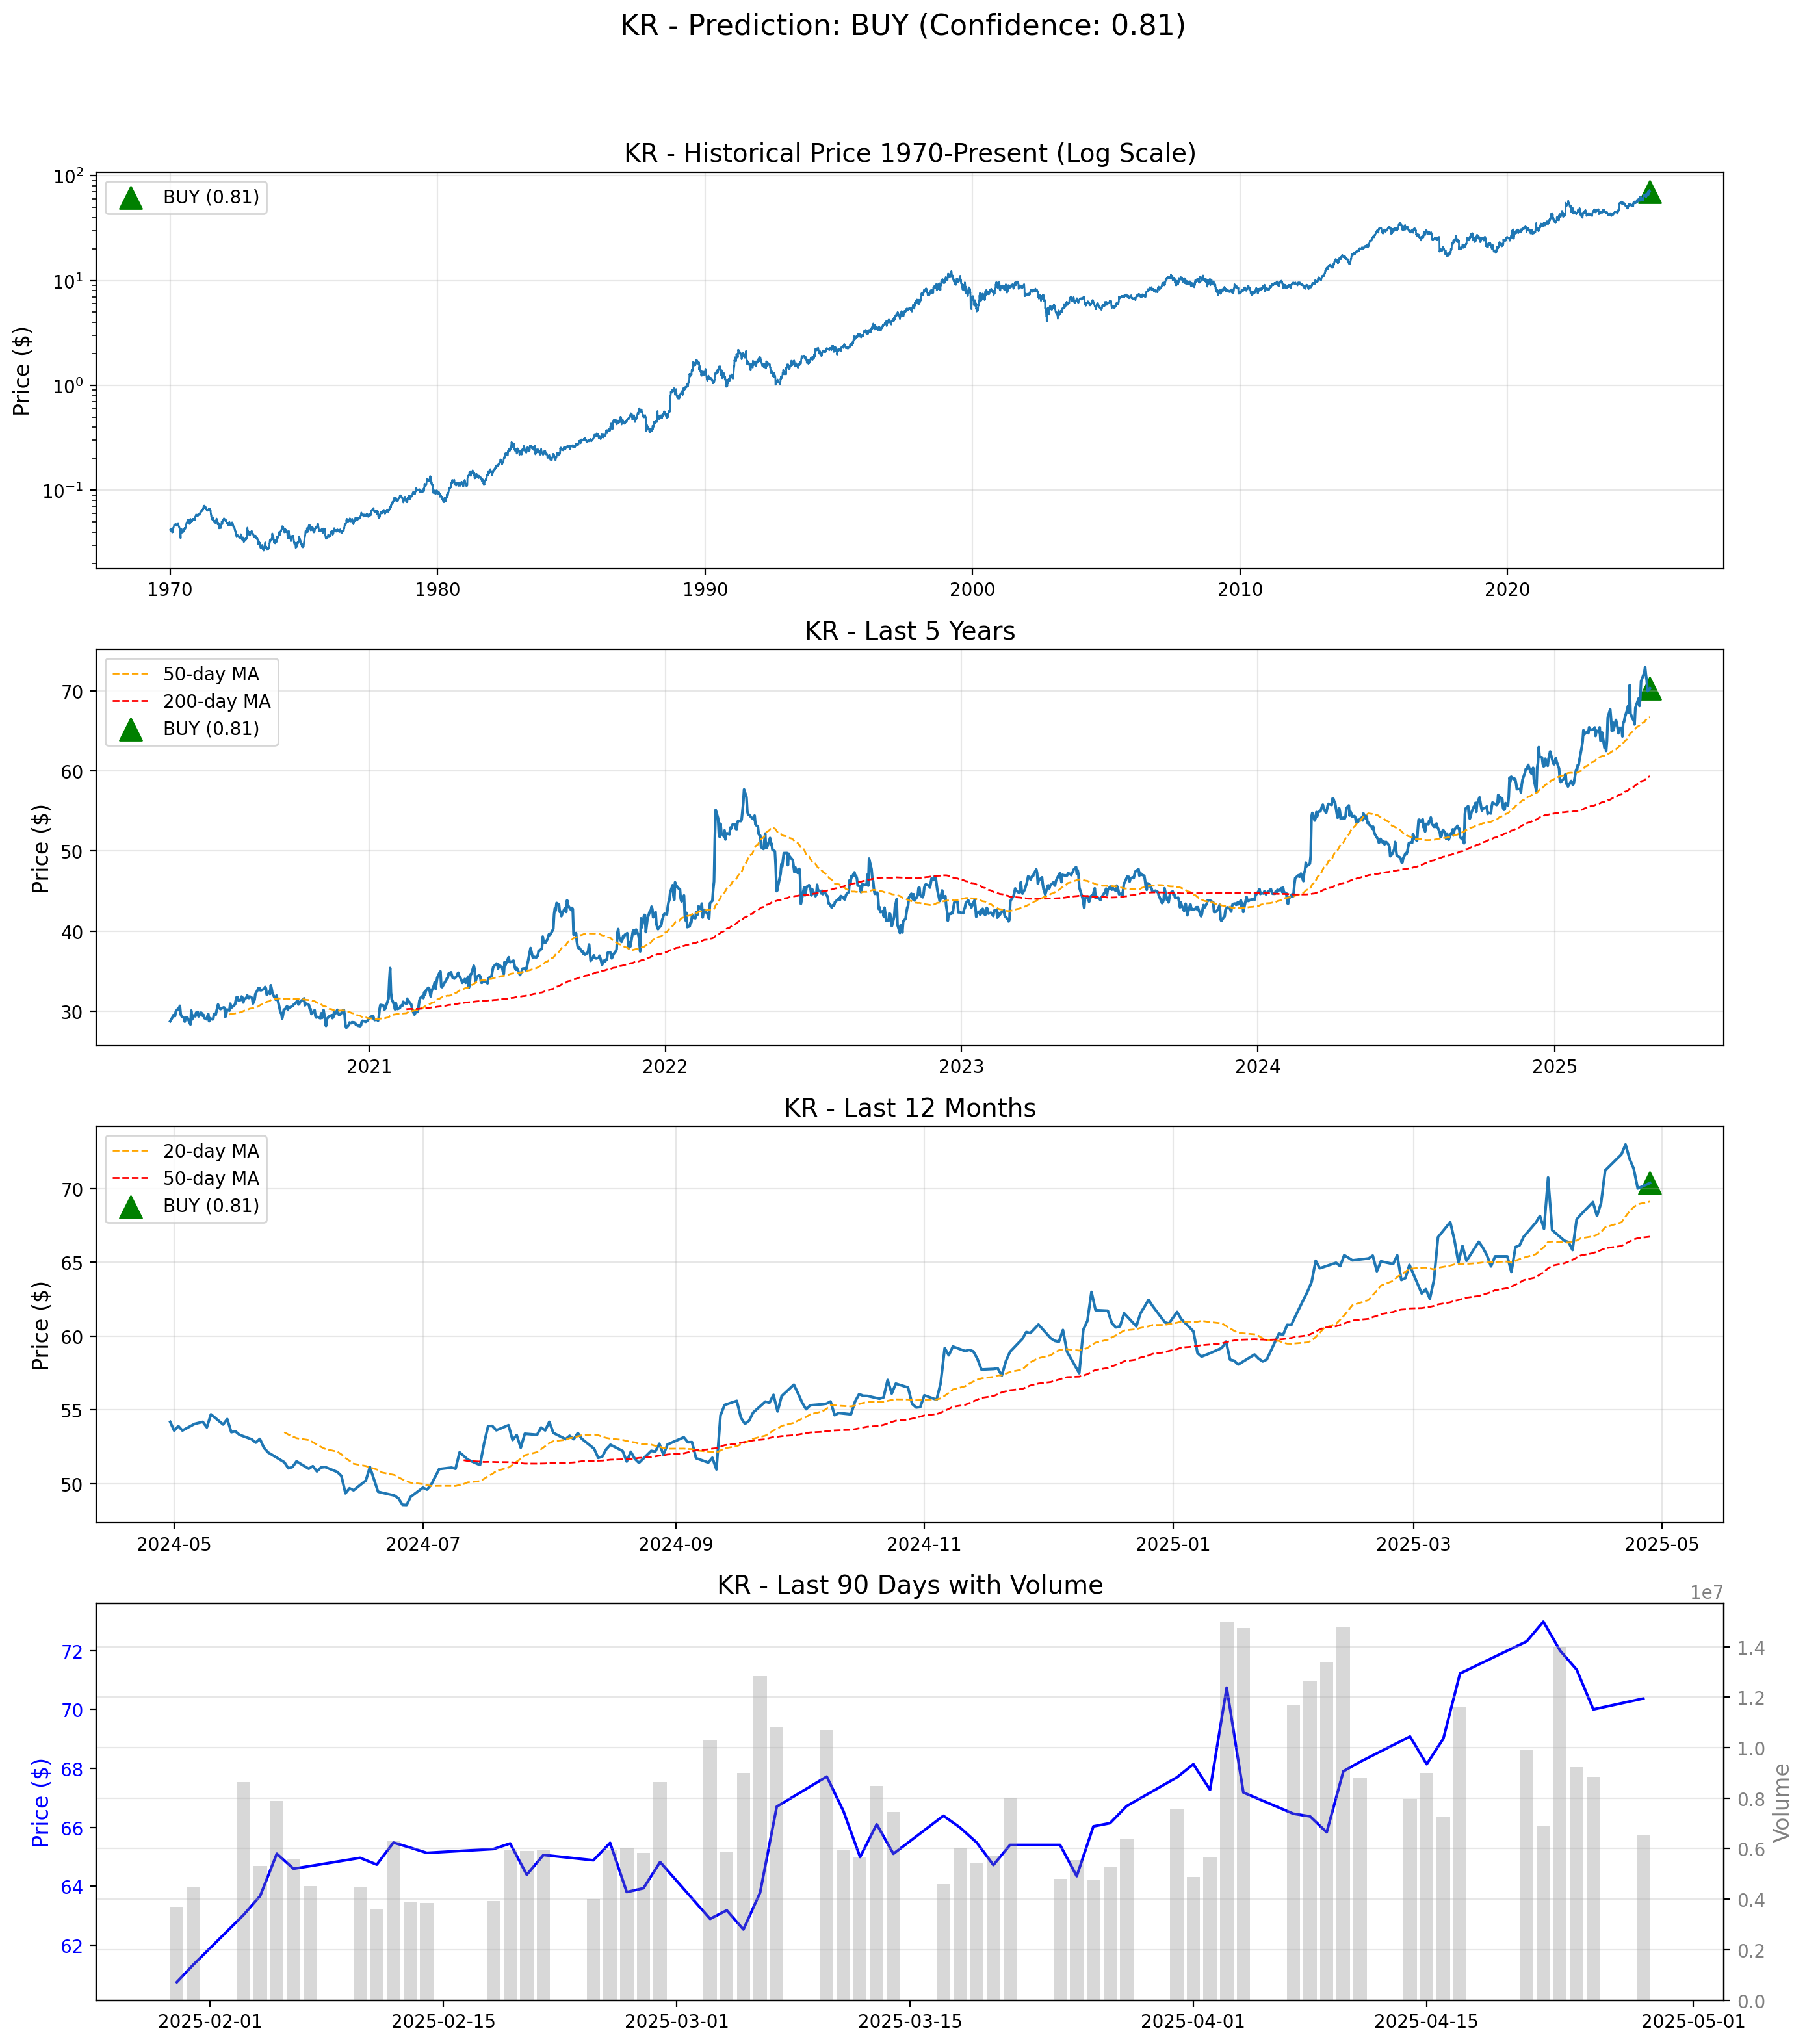 KR - Prediction: BUY (Confidence: 0.81)
KR - Historical Price 1970-Present (Log Scale)
BUY (0.81)
Price ($)
10²
10¹
10⁰
10⁻¹
1970 1980 1990 2000 2010 2020
KR - Last 5 Years
50-day MA
200-day MA
BUY (0.81)
Price ($)
70
60
50
40
30
2021 2022 2023 2024 2025
KR - Last 12 Months
20-day MA
50-day MA
BUY (0.81)
Price ($)
70
65
60
55
50
2024-05 2024-07 2024-09 2024-11 2025-01 2025-03 2025-05
KR - Last 90 Days with Volume
1e7
Price ($)
72
70
68
66
64
62
1.4
1.2
1.0
0.8
0.6
0.4
0.2
0.0
Volume
2025-02-01 2025-02-15 2025-03-01 2025-03-15 2025-04-01 2025-04-15 2025-05-01